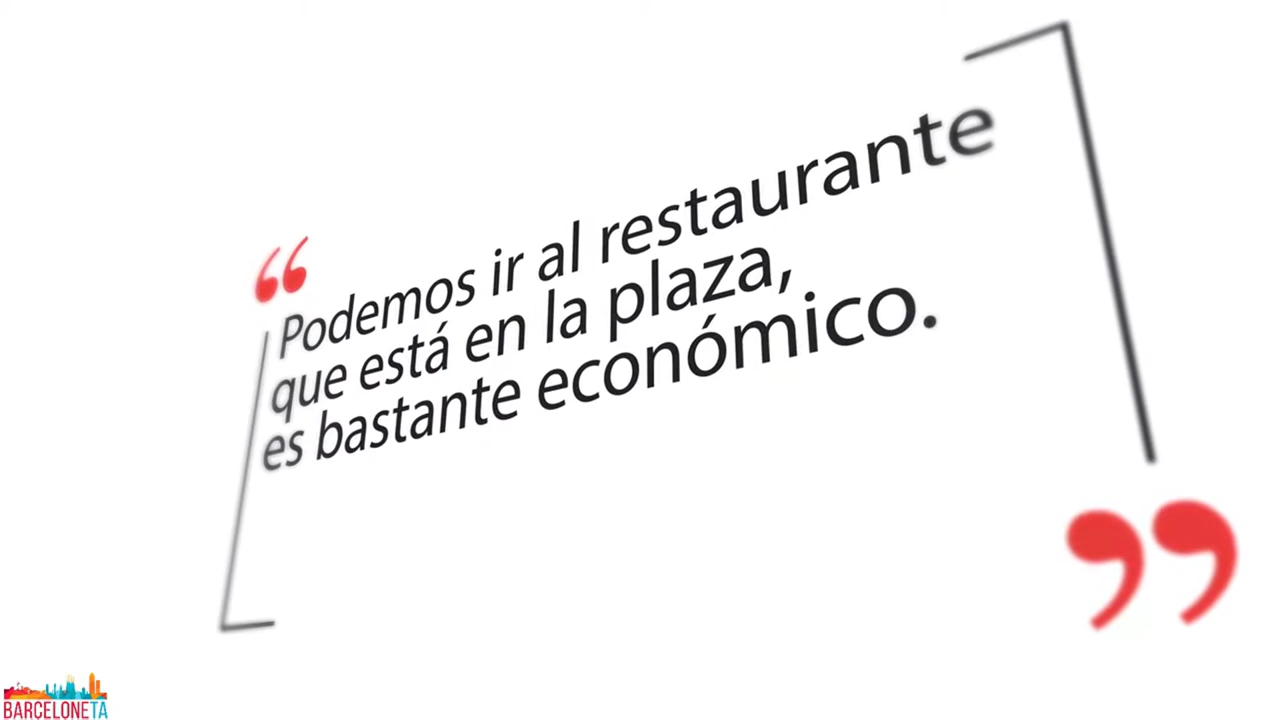 “
Podemos ir al restaurante
que está en la plaza,
es bastante económico.
”
BARCELONETA